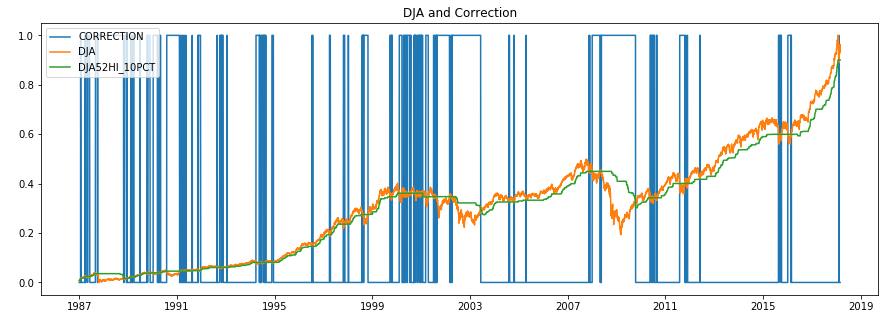 DJA and Correction
CORRECTION
DJA
DJA52HI_10PCT
1.0
0.8
0.6
0.4
0.2
0.0
1987 1991 1995 1999 2003 2007 2011 2015 2019